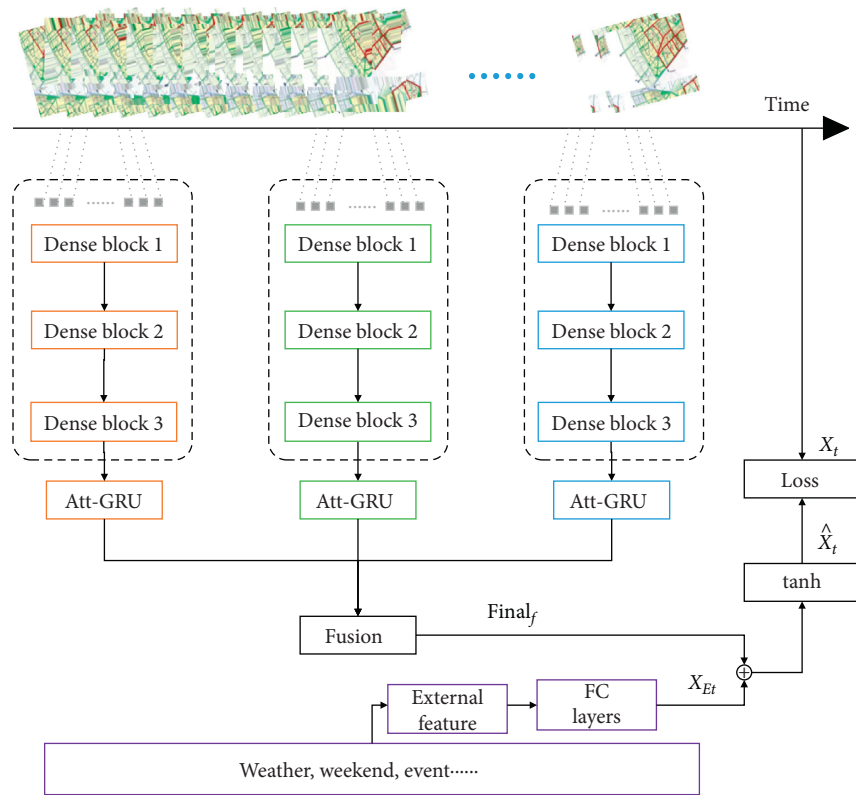 Time
Dense block 1
Dense block 2
Dense block 3
Att-GRU
Dense block 1
Dense block 2
Dense block 3
Att-GRU
Dense block 1
Dense block 2
Dense block 3
Att-GRU
X_t
Loss
X̂_t
tanh
Fusion
Final_f
X_Et
External
feature
FC
layers
Weather, weekend, event······